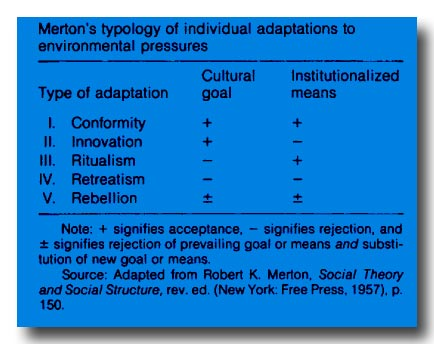 Merton's typology of individual adaptations to
environmental pressures
Cultural Institutionalized
Type of adaptation goal means
I. Conformity + +
II. Innovation + −
III. Ritualism − +
IV. Retreatism − −
V. Rebellion ± ±
Note: + signifies acceptance, − signifies rejection, and
± signifies rejection of prevailing goal or means and substi-
tution of new goal or means.
Source: Adapted from Robert K. Merton, Social Theory
and Social Structure, rev. ed. (New York: Free Press, 1957), p.
150.